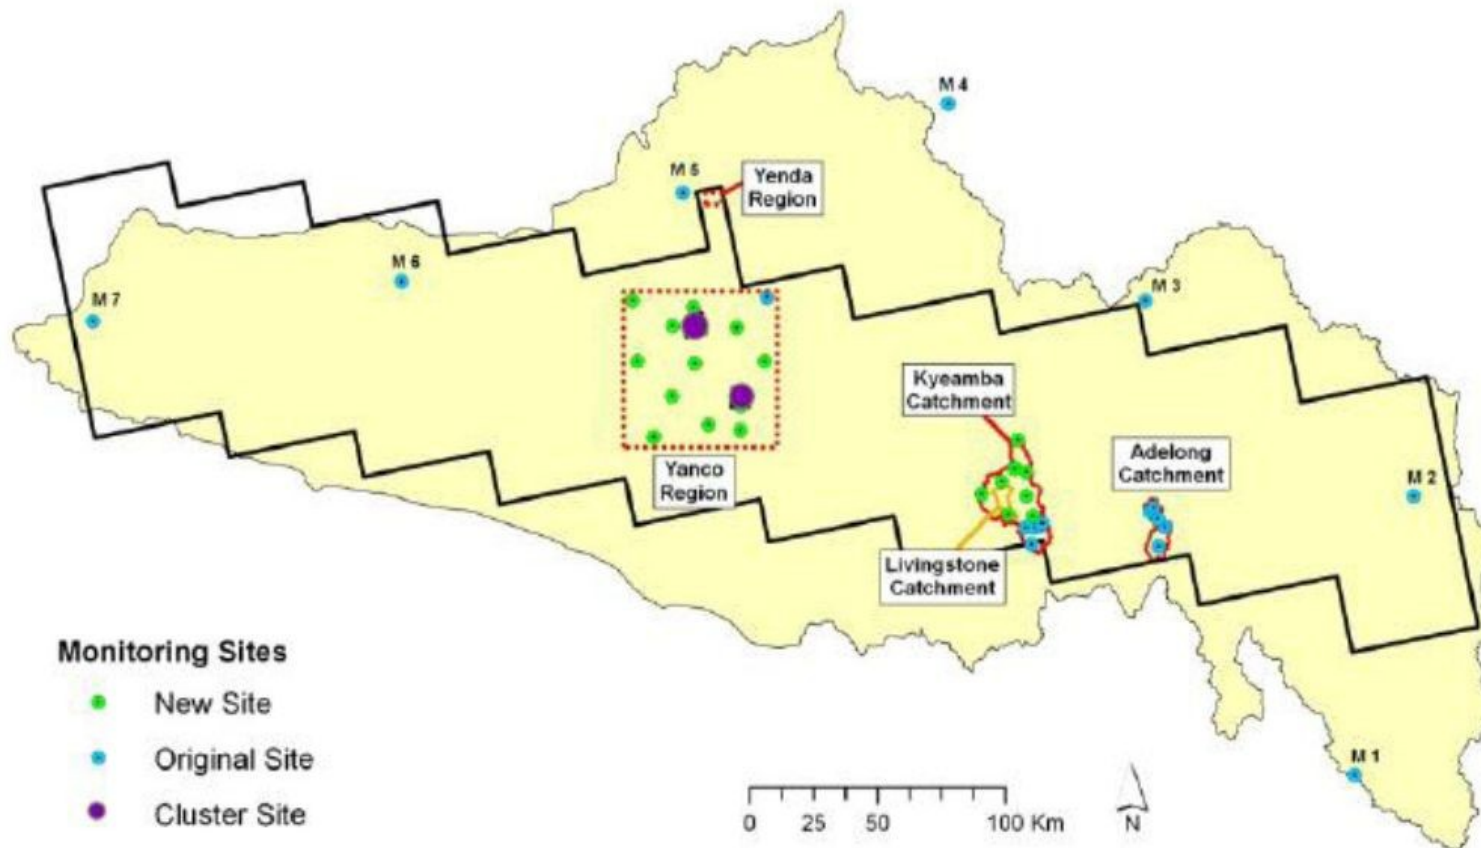 M 4
M 5
Yenda
Region
M 6
M 3
M 7
Kyeamba
Catchment
Adelong
Catchment
Yanco
Region
M 2
Livingstone
Catchment
Monitoring Sites
New Site
Original Site
Cluster Site
M 1
0 25 50 100 Km
N